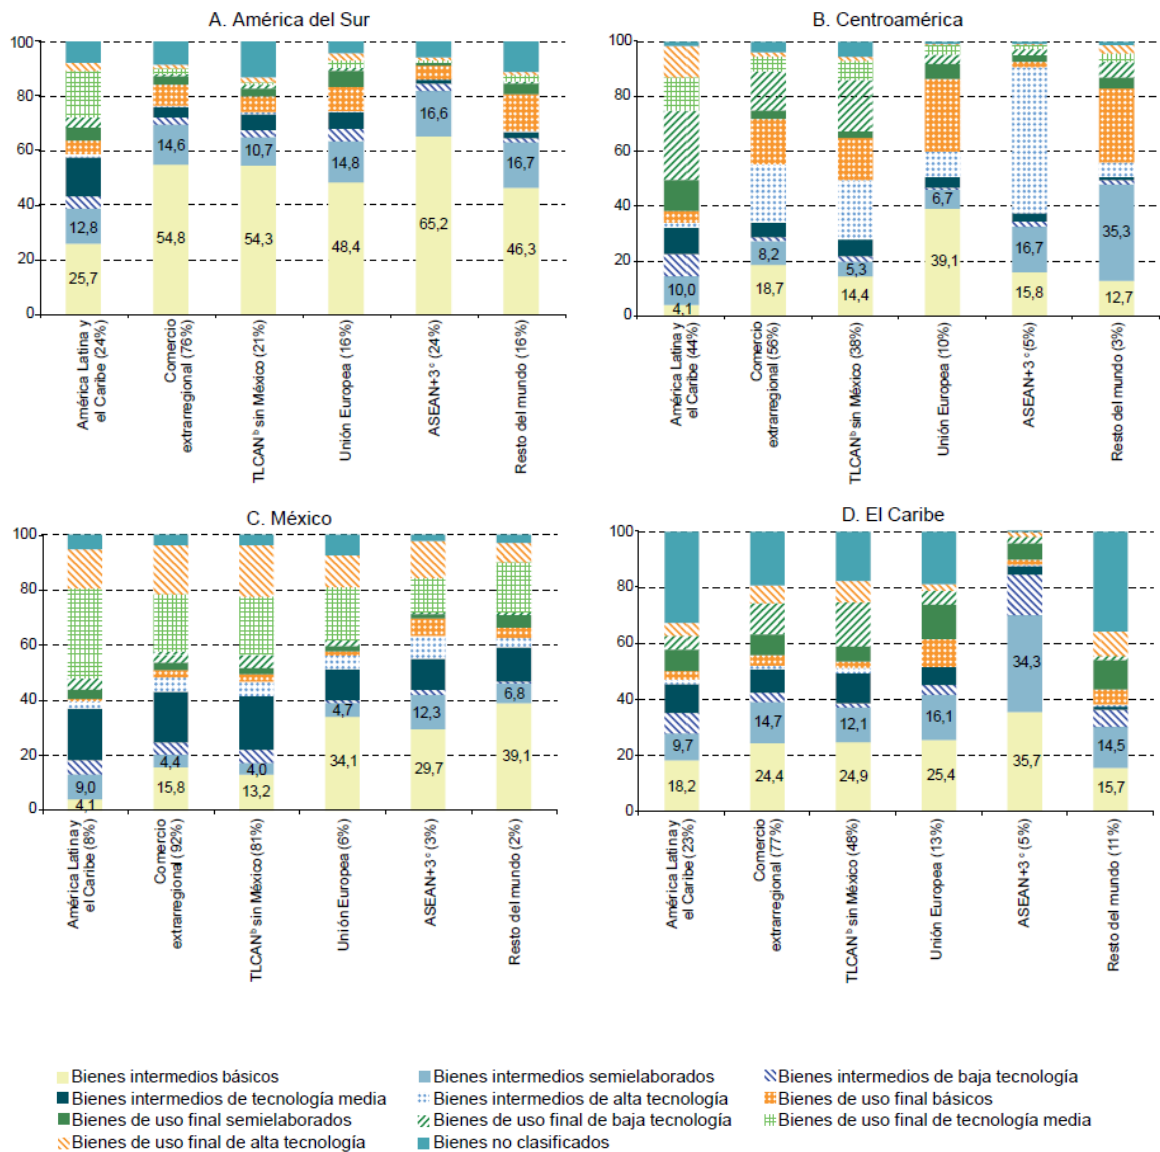 A. América del Sur
100
80
60
40
20
0
25,7
12,8
54,8
14,6
54,3
10,7
48,4
14,8
65,2
16,6
46,3
16,7
América Latina y
el Caribe (24%)
Comercio
extrarregional (76%)
TLCAN b sin México (21%)
Unión Europea (16%)
ASEAN+3 c (24%)
Resto del mundo (16%)
B. Centroamérica
100
80
60
40
20
0
4,1
10,0
18,7
8,2
14,4
5,3
39,1
6,7
15,8
16,7
12,7
35,3
América Latina y
el Caribe (44%)
Comercio
extrarregional (56%)
TLCAN b sin México (38%)
Unión Europea (10%)
ASEAN+3 c (5%)
Resto del mundo (3%)
C. México
100
80
60
40
20
0
4,1
9,0
15,8
4,4
13,2
4,0
34,1
4,7
29,7
12,3
39,1
6,8
América Latina y
el Caribe (8%)
Comercio
extrarregional (92%)
TLCAN b sin México (81%)
Unión Europea (6%)
ASEAN+3 c (3%)
Resto del mundo (2%)
D. El Caribe
100
80
60
40
20
0
18,2
9,7
24,4
14,7
24,9
12,1
25,4
16,1
35,7
34,3
15,7
14,5
América Latina y
el Caribe (23%)
Comercio
extrarregional (77%)
TLCAN b sin México (48%)
Unión Europea (13%)
ASEAN+3 c (5%)
Resto del mundo (11%)
Bienes intermedios básicos
Bienes intermedios semielaborados
Bienes intermedios de baja tecnología
Bienes intermedios de tecnología media
Bienes intermedios de alta tecnología
Bienes de uso final básicos
Bienes de uso final semielaborados
Bienes de uso final de baja tecnología
Bienes de uso final de tecnología media
Bienes de uso final de alta tecnología
Bienes no clasificados